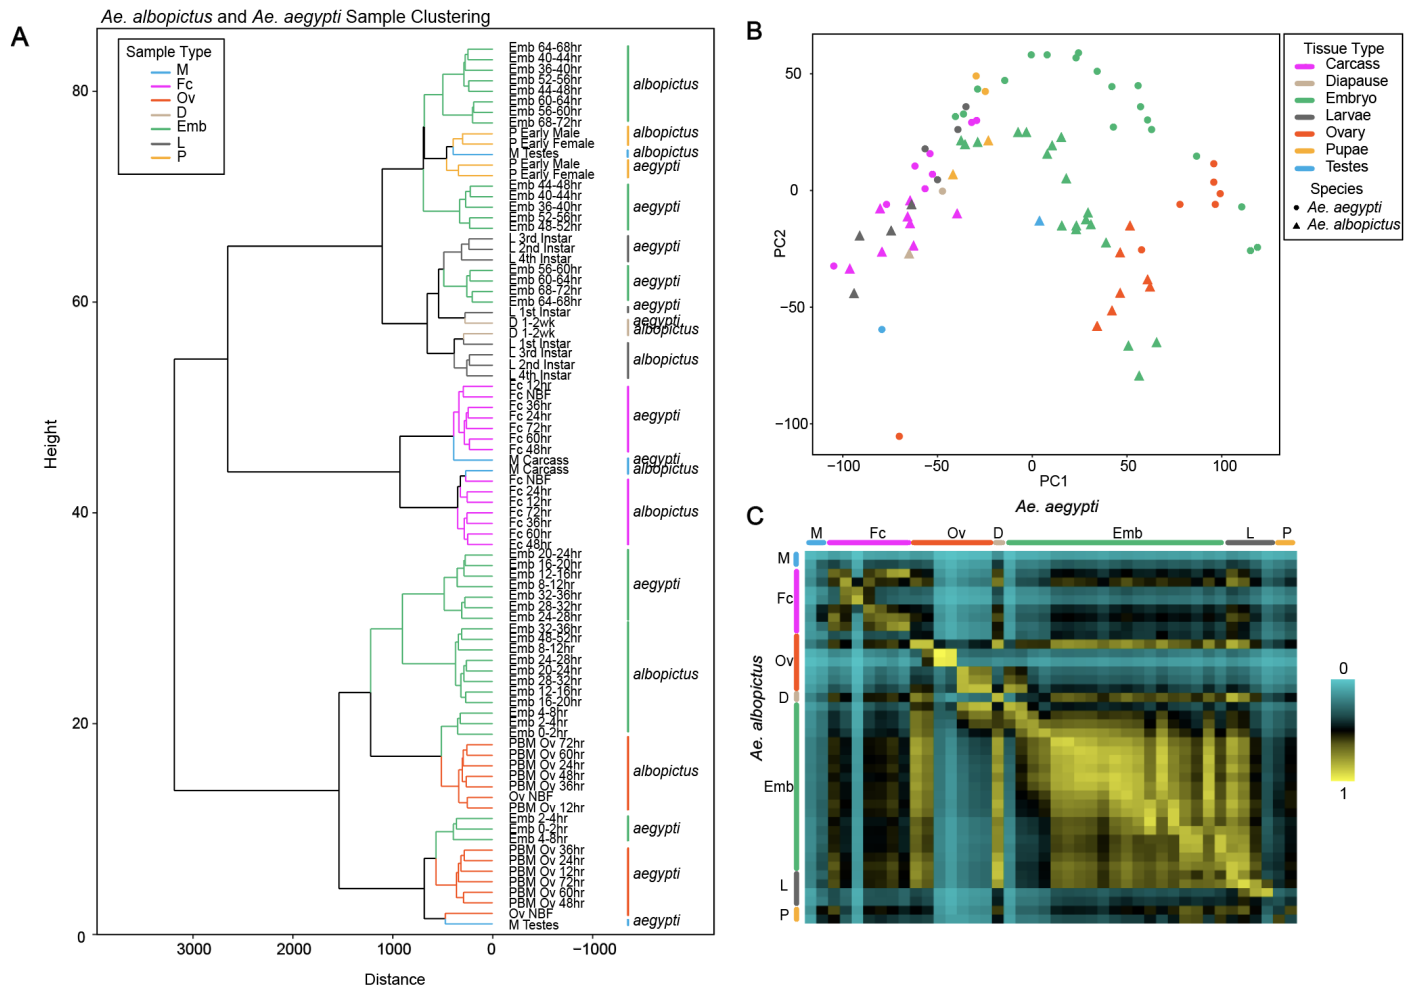 A
Ae. albopictus and Ae. aegypti Sample Clustering
Sample Type
M
Fc
Ov
D
Emb
L
P
Height
80
60
40
20
0
3000
2000
1000
0
−1000
Distance
Emb 64-68hr
Emb 40-44hr
Emb 36-40hr
Emb 52-56hr
Emb 44-48hr
Emb 60-64hr
Emb 56-60hr
Emb 68-72hr
P Early Male
P Early Female
M Testes
P Early Male
P Early Female
Emb 44-48hr
Emb 40-44hr
Emb 36-40hr
Emb 52-56hr
Emb 48-52hr
L 3rd Instar
L 2nd Instar
L 4th Instar
Emb 56-60hr
Emb 60-64hr
Emb 68-72hr
Emb 64-68hr
L 1st Instar
D 1-2wk
D 1-2wk
L 1st Instar
L 3rd Instar
L 2nd Instar
L 4th Instar
Fc 12hr
Fc NBF
Fc 36hr
Fc 24hr
Fc 72hr
Fc 60hr
Fc 48hr
M Carcass
M Carcass
Fc NBF
Fc 24hr
Fc 12hr
Fc 72hr
Fc 36hr
Fc 60hr
Fc 48hr
Emb 20-24hr
Emb 16-20hr
Emb 12-16hr
Emb 8-12hr
Emb 32-36hr
Emb 28-32hr
Emb 24-28hr
Emb 32-36hr
Emb 48-52hr
Emb 8-12hr
Emb 24-28hr
Emb 20-24hr
Emb 28-32hr
Emb 12-16hr
Emb 16-20hr
Emb 4-8hr
Emb 2-4hr
Emb 0-2hr
PBM Ov 72hr
PBM Ov 60hr
PBM Ov 24hr
PBM Ov 48hr
PBM Ov 36hr
Ov NBF
PBM Ov 12hr
Emb 2-4hr
Emb 0-2hr
Emb 4-8hr
PBM Ov 36hr
PBM Ov 24hr
PBM Ov 12hr
PBM Ov 72hr
PBM Ov 60hr
PBM Ov 48hr
Ov NBF
M Testes
albopictus
albopictus
albopictus
aegypti
aegypti
aegypti
aegypti
aegypti
aegypti
albopictus
albopictus
aegypti
aegypti
albopictus
albopictus
aegypti
albopictus
albopictus
aegypti
aegypti
aegypti
B
50
0
−50
−100
PC2
−100
−50
0
50
100
PC1
Tissue Type
Carcass
Diapause
Embryo
Larvae
Ovary
Pupae
Testes
Species
Ae. aegypti
Ae. albopictus
C
Ae. aegypti
M
Fc
Ov
D
Emb
L
P
Ae. albopictus
M
Fc
Ov
D
Emb
L
P
0
1